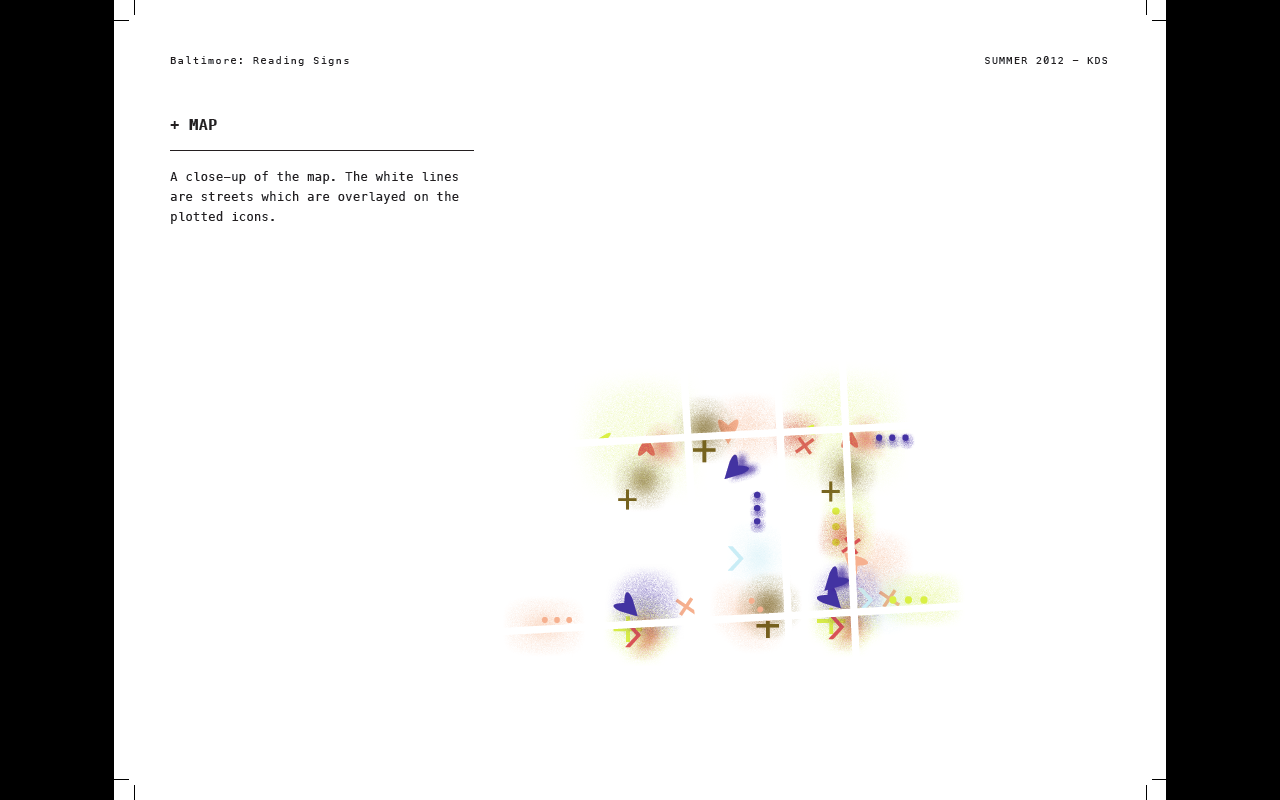 Baltimore: Reading Signs
SUMMER 2012 – KDS
+ MAP
A close–up of the map. The white lines
are streets which are overlayed on the
plotted icons.